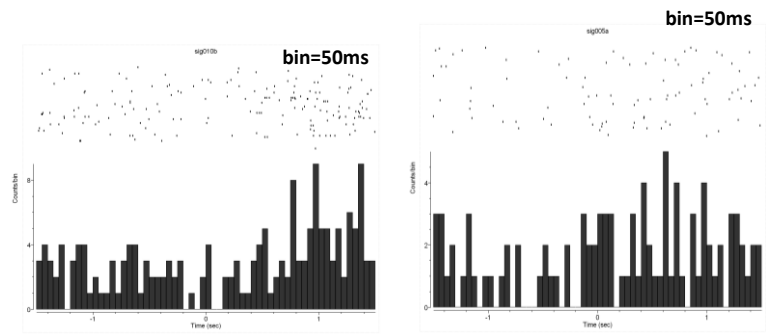 bin=50ms
sig010b
Counts/bin
8
4
0
-1
0
1
Time (sec)
bin=50ms
sig006a
Counts/bin
4
2
0
-1
0
1
Time (sec)